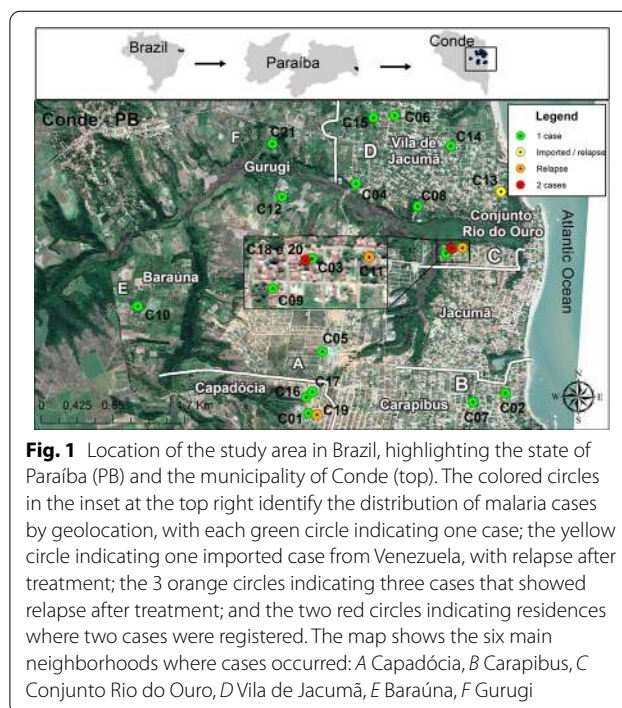 Brazil
Paraíba
Conde
Conde - PB
Legend
1 case
Imported / relapse
Relapse
2 cases
C15
C06
D
Vila de
Jacumã
C14
F
C21
Gurugi
C04
C12
C08
C13
Conjunto
Rio do Ouro
C
Atlantic Ocean
C18 e 20
C03
C11
C09
E
Baraúna
C10
Jacumã
C05
A
Capadócia
C17
C16
C01
C19
Carapibus
B
C07
C02
0 0,425 0,85 1,7 Km
N
W
E
S
Fig. 1 Location of the study area in Brazil, highlighting the state of
Paraíba (PB) and the municipality of Conde (top). The colored circles
in the inset at the top right identify the distribution of malaria cases
by geolocation, with each green circle indicating one case; the yellow
circle indicating one imported case from Venezuela, with relapse after
treatment; the 3 orange circles indicating three cases that showed
relapse after treatment; and the two red circles indicating residences
where two cases were registered. The map shows the six main
neighborhoods where cases occurred: A Capadócia, B Carapibus, C
Conjunto Rio do Ouro, D Vila de Jacumã, E Baraúna, F Gurugi